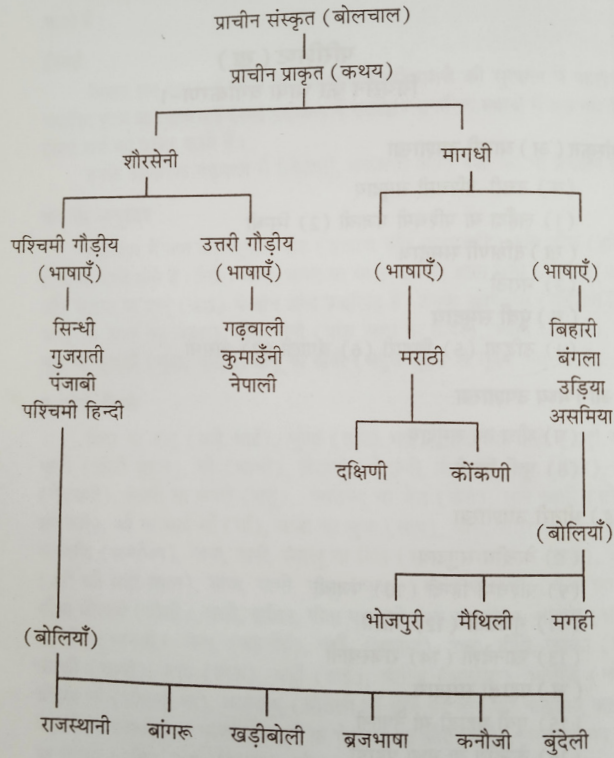 प्राचीन संस्कृत (बोलचाल)
प्राचीन प्राकृत (कथय)
शौरसेनी मागधी
पश्चिमी गौड़ीय उत्तरी गौड़ीय
(भाषाएँ) (भाषाएँ) (भाषाएँ) (भाषाएँ)
सिन्धी गढ़वाली बिहारी
गुजराती कुमाउँनी मराठी बंगला
पंजाबी नेपाली उड़िया
पश्चिमी हिन्दी असमिया
दक्षिणी कोंकणी
(बोलियाँ)
भोजपुरी मैथिली मगही
(बोलियाँ)
राजस्थानी बांगरू खड़ीबोली ब्रजभाषा कनौजी बुंदेली